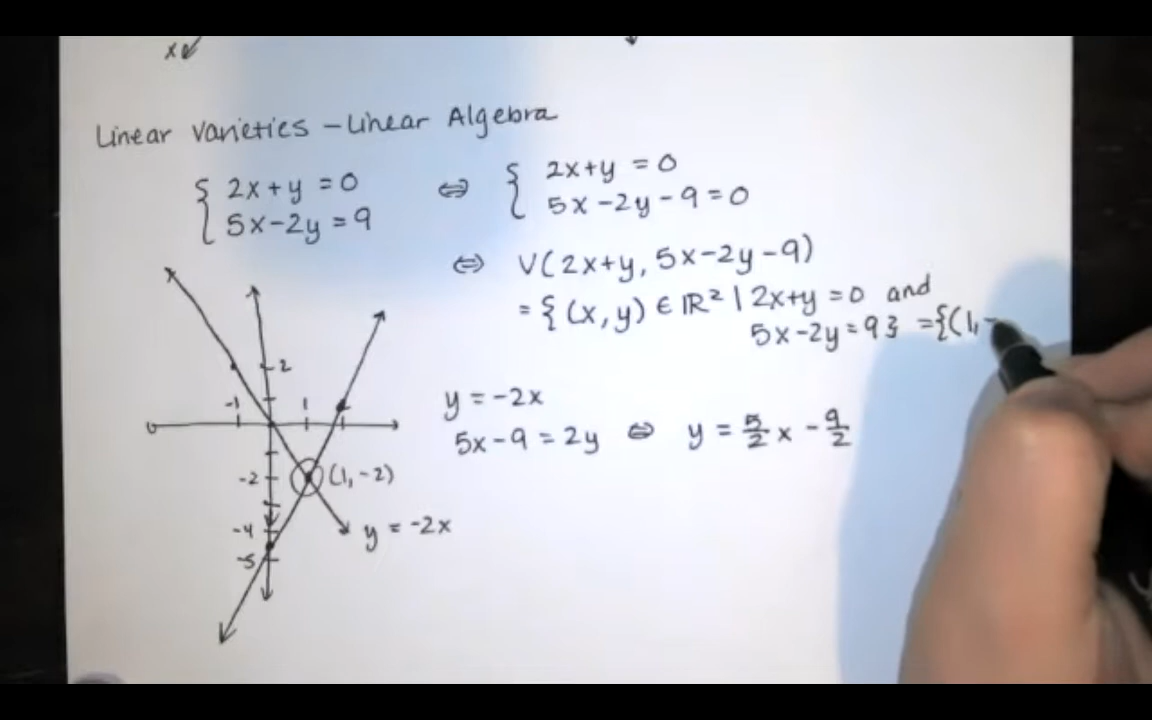 x
Linear Varieties – Linear Algebra
{ 2x+y = 0 ⇔ { 2x+y = 0
5x-2y = 9 5x-2y-9=0
⇔ V(2x+y, 5x-2y-9)
= { (x,y) ∈ ℝ² | 2x+y = 0 and
5x-2y=9} = {(1,-
2
-1 1
y = -2x
5x-9 = 2y ⇔ y = 5/2 x - 9/2
-2 (1,-2)
-4
y = -2x
-5